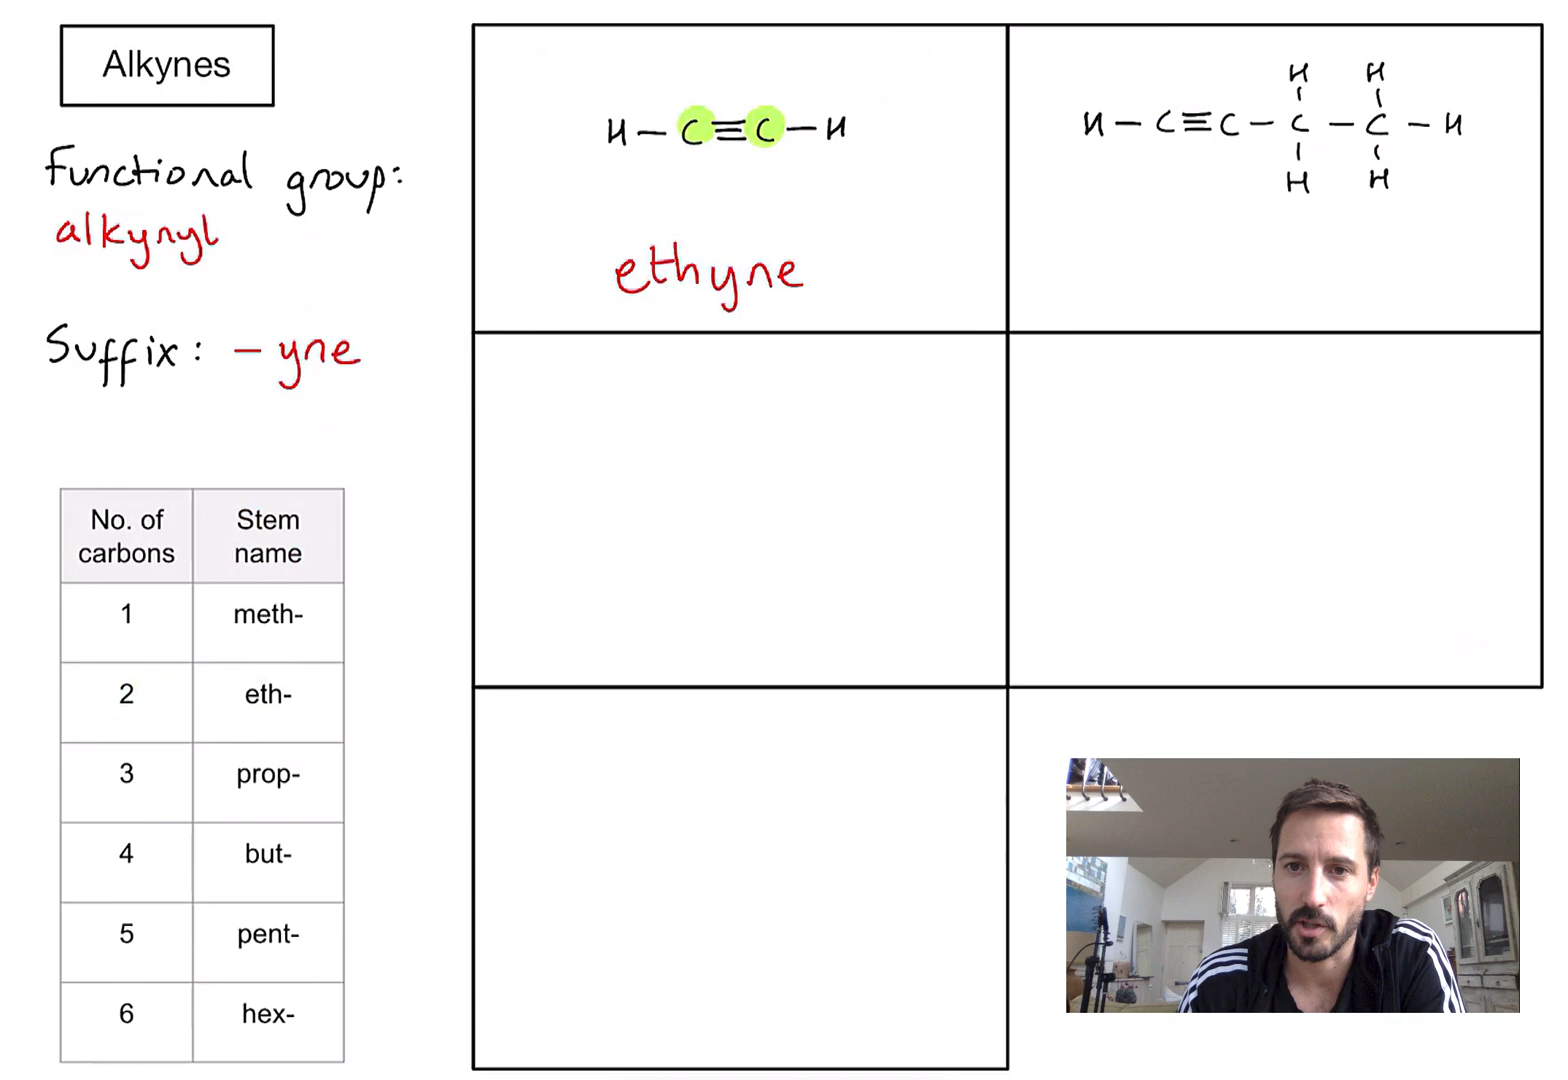 Alkynes
Functional group:
alkynyl
Suffix: - yne
No. of carbons Stem name
1 meth-
2 eth-
3 prop-
4 but-
5 pent-
6 hex-
H — C ≡ C — H
ethyne
H H
H — C ≡ C — C — C — H
H H